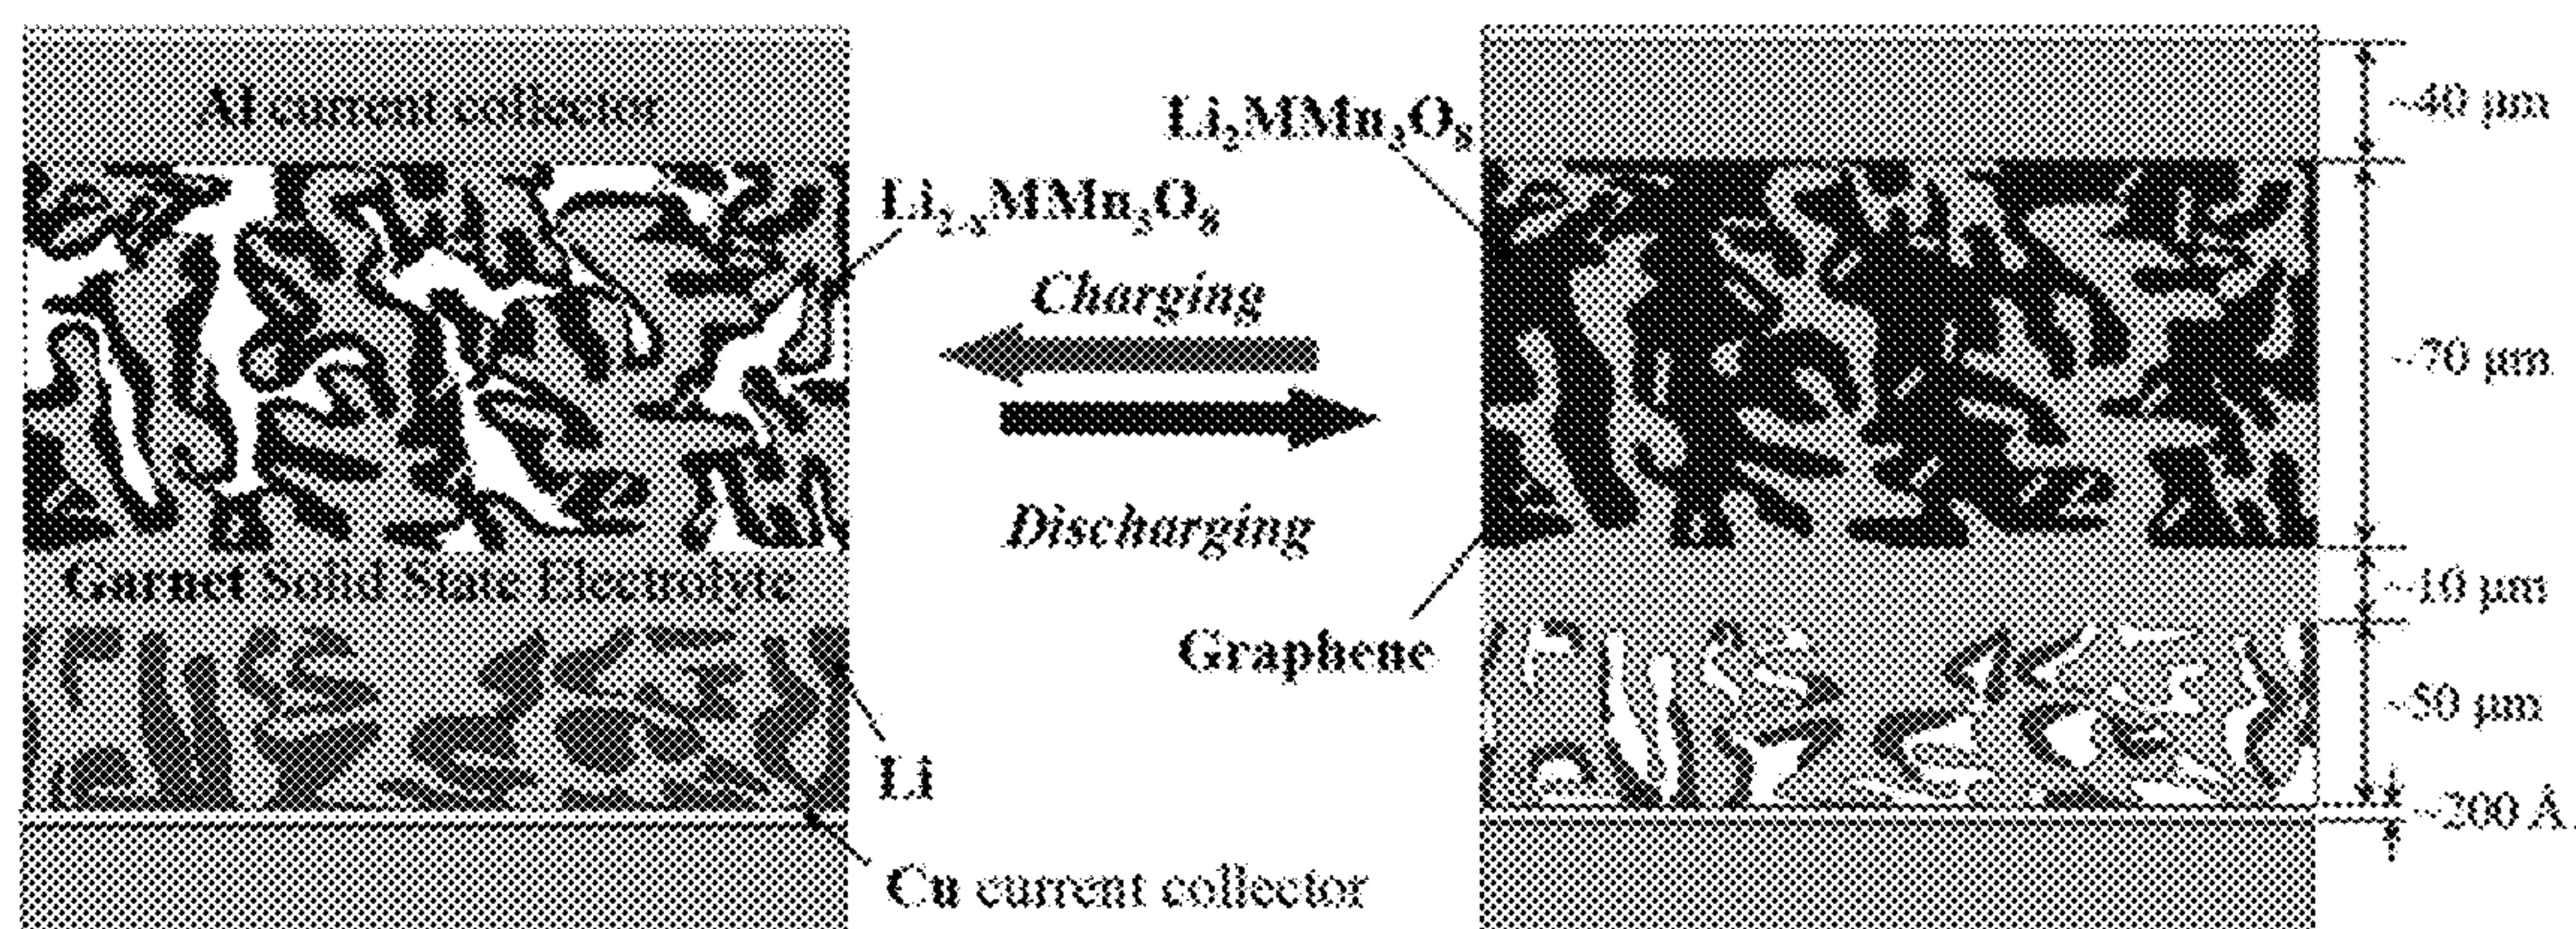 Al current collector
Li₂MMn₃O₈
~40 μm
Li₂₋ₓMMn₃O₈
Charging
~70 μm
Discharging
Garnet Solid State Electrolyte
~10 μm
Graphene
~50 μm
Li
~200 Å
Cu current collector